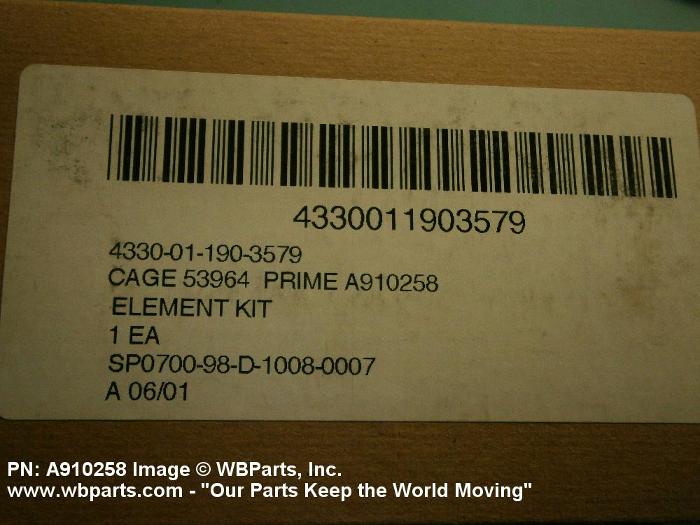 4330011903579
4330-01-190-3579
CAGE 53964 PRIME A910258
ELEMENT KIT
1 EA
SP0700-98-D-1008-0007
A 06/01
PN: A910258 Image © WBParts, Inc.
www.wbparts.com - "Our Parts Keep the World Moving"